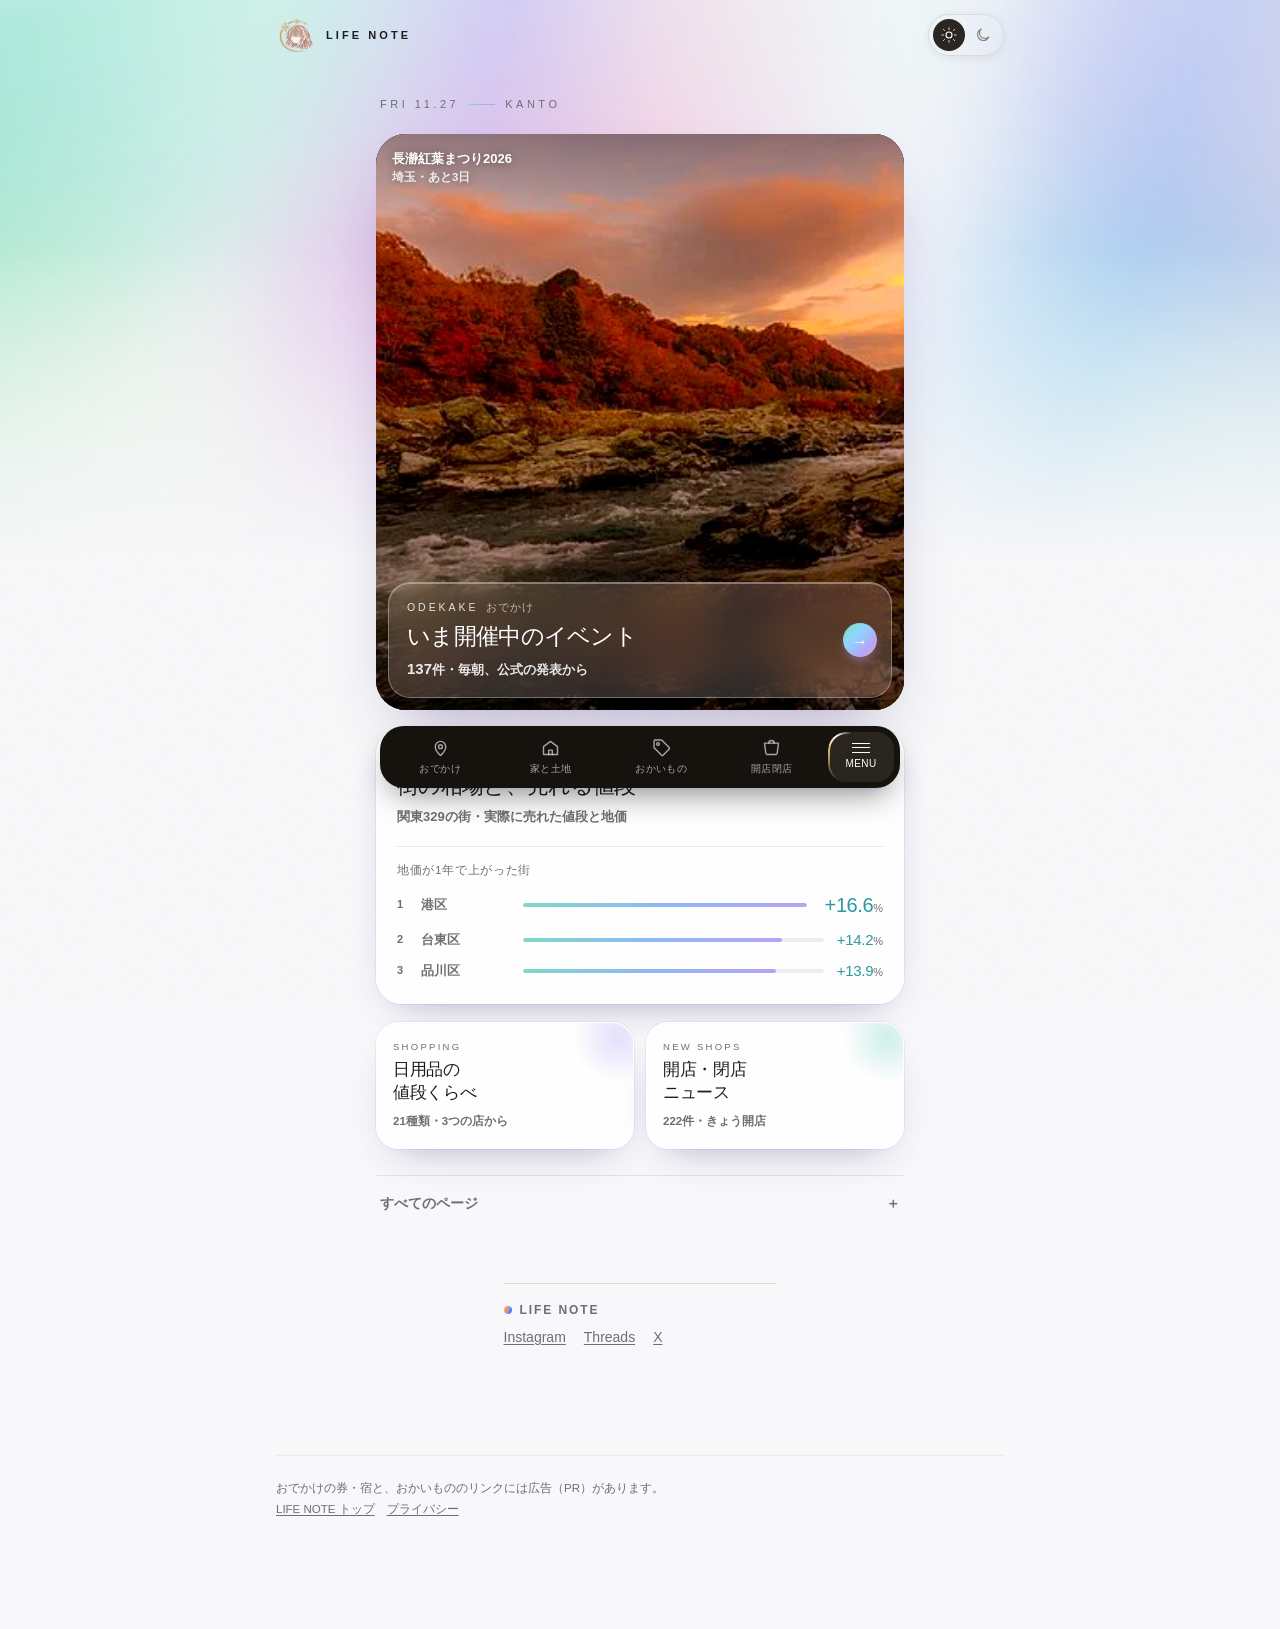 LIFE NOTE
FRI 11.27 KANTO
長瀞紅葉まつり2026
埼玉・あと3日
ODEKAKE おでかけ
いま開催中のイベント
→
137件・毎朝、公式の発表から
おでかけ
家と土地
おかいもの
開店閉店
MENU
街の相場と、売れる値段
関東329の街・実際に売れた値段と地価
地価が1年で上がった街
1 港区 +16.6%
2 台東区 +14.2%
3 品川区 +13.9%
SHOPPING
日用品の
値段くらべ
21種類・3つの店から
NEW SHOPS
開店・閉店
ニュース
222件・きょう開店
すべてのページ +
LIFE NOTE
Instagram Threads X
おでかけの券・宿と、おかいもののリンクには広告（PR）があります。
LIFE NOTE トップ プライバシー